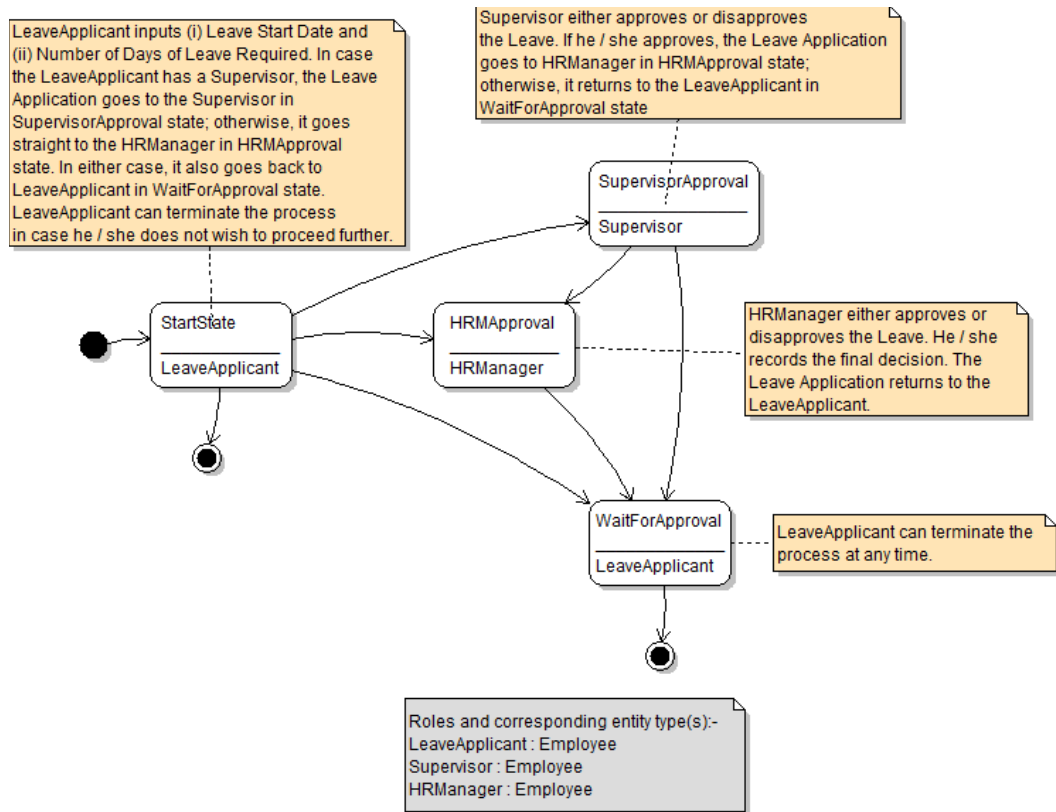 LeaveApplicant inputs (i) Leave Start Date and
(ii) Number of Days of Leave Required. In case
the LeaveApplicant has a Supervisor, the Leave
Application goes to the Supervisor in
SupervisorApproval state; otherwise, it goes
straight to the HRManager in HRMApproval
state. In either case, it also goes back to
LeaveApplicant in WaitForApproval state.
LeaveApplicant can terminate the process
in case he / she does not wish to proceed further.
Supervisor either approves or disapproves
the Leave. If he / she approves, the Leave Application
goes to HRManager in HRMApproval state;
otherwise, it returns to the LeaveApplicant in
WaitForApproval state
SupervisorApproval
Supervisor
StartState
LeaveApplicant
HRMApproval
HRManager
HRManager either approves or
disapproves the Leave. He / she
records the final decision. The
Leave Application returns to the
LeaveApplicant.
WaitForApproval
LeaveApplicant
LeaveApplicant can terminate the
process at any time.
Roles and corresponding entity type(s):-
LeaveApplicant : Employee
Supervisor : Employee
HRManager : Employee